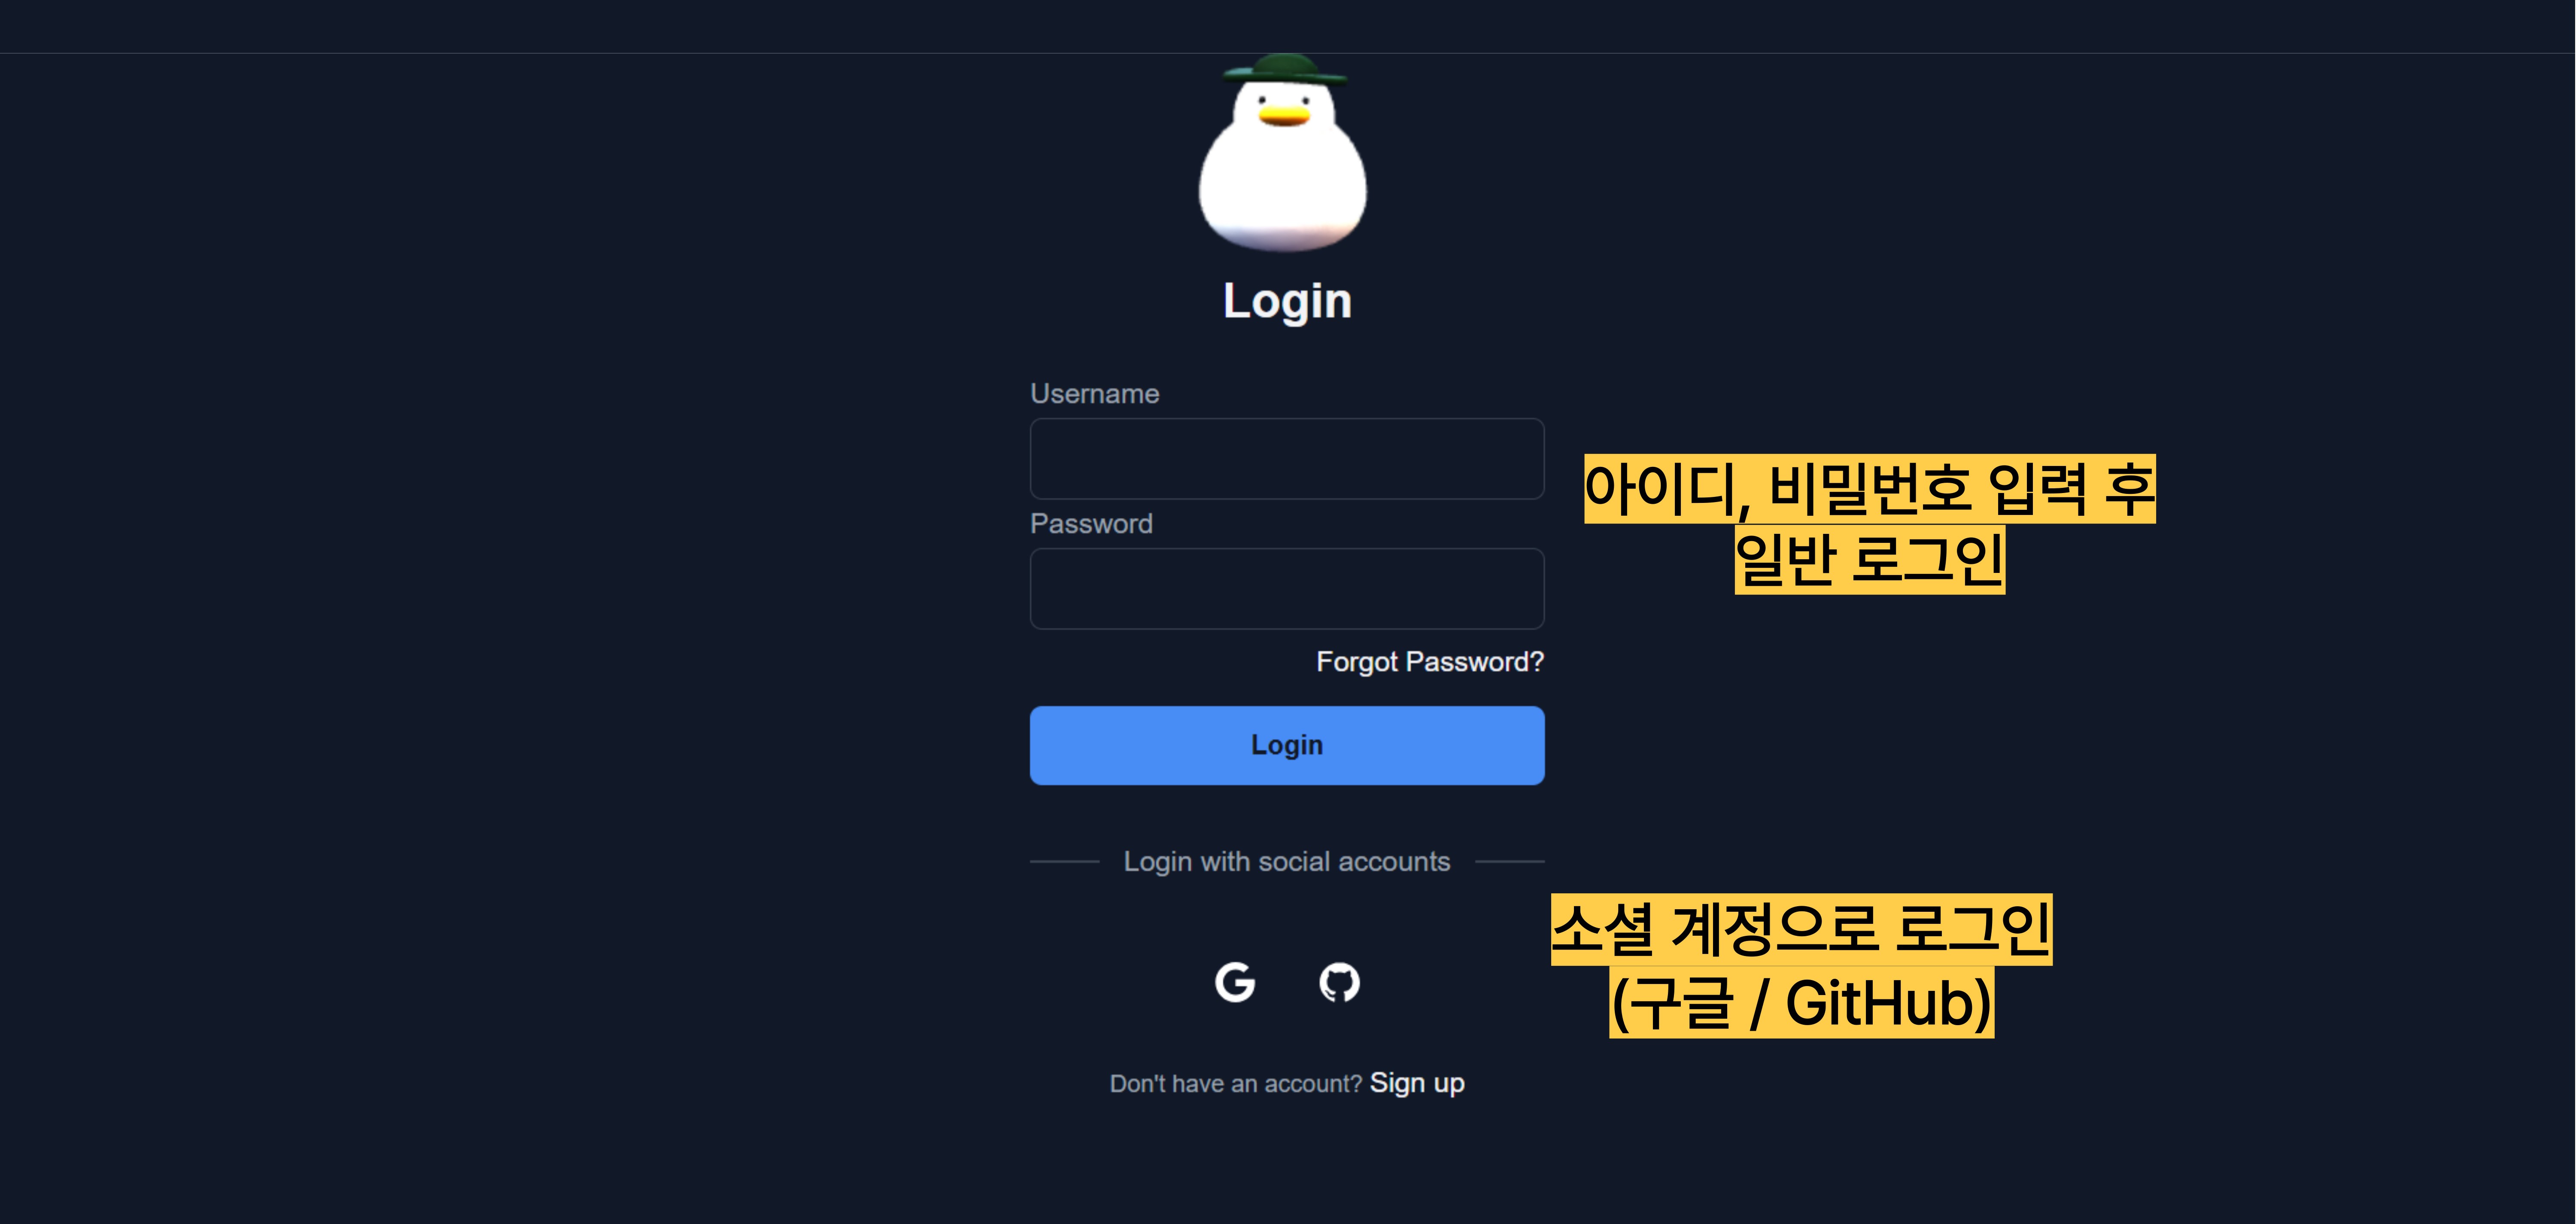 Login
Username
아이디, 비밀번호 입력 후
일반 로그인
Password
Forgot Password?
Login
Login with social accounts
소셜 계정으로 로그인
(구글 / GitHub)
Don't have an account? Sign up